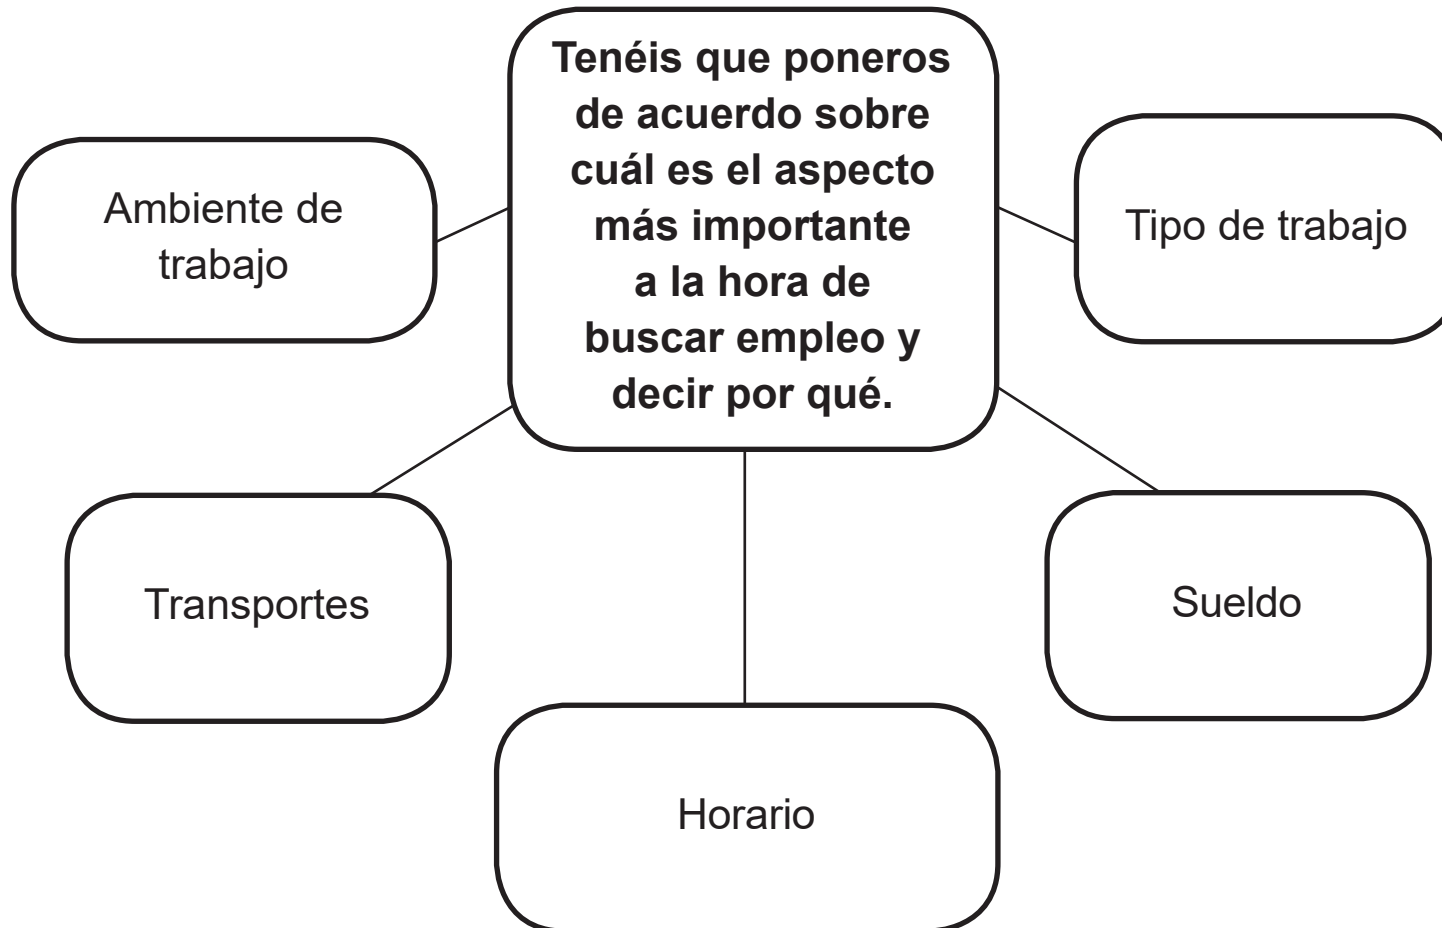 Tenéis que poneros
de acuerdo sobre
cuál es el aspecto
más importante
a la hora de
buscar empleo y
decir por qué.
Ambiente de
trabajo
Tipo de trabajo
Transportes
Sueldo
Horario